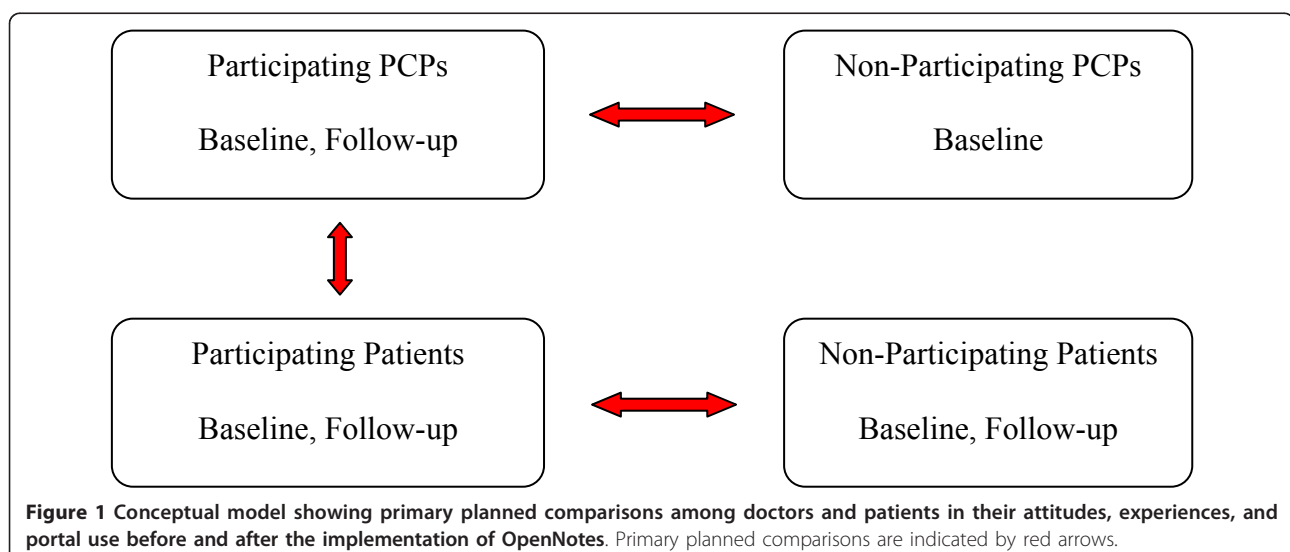 Participating PCPs
Baseline, Follow-up
Non-Participating PCPs
Baseline
Participating Patients
Baseline, Follow-up
Non-Participating Patients
Baseline, Follow-up
Figure 1 Conceptual model showing primary planned comparisons among doctors and patients in their attitudes, experiences, and
portal use before and after the implementation of OpenNotes. Primary planned comparisons are indicated by red arrows.